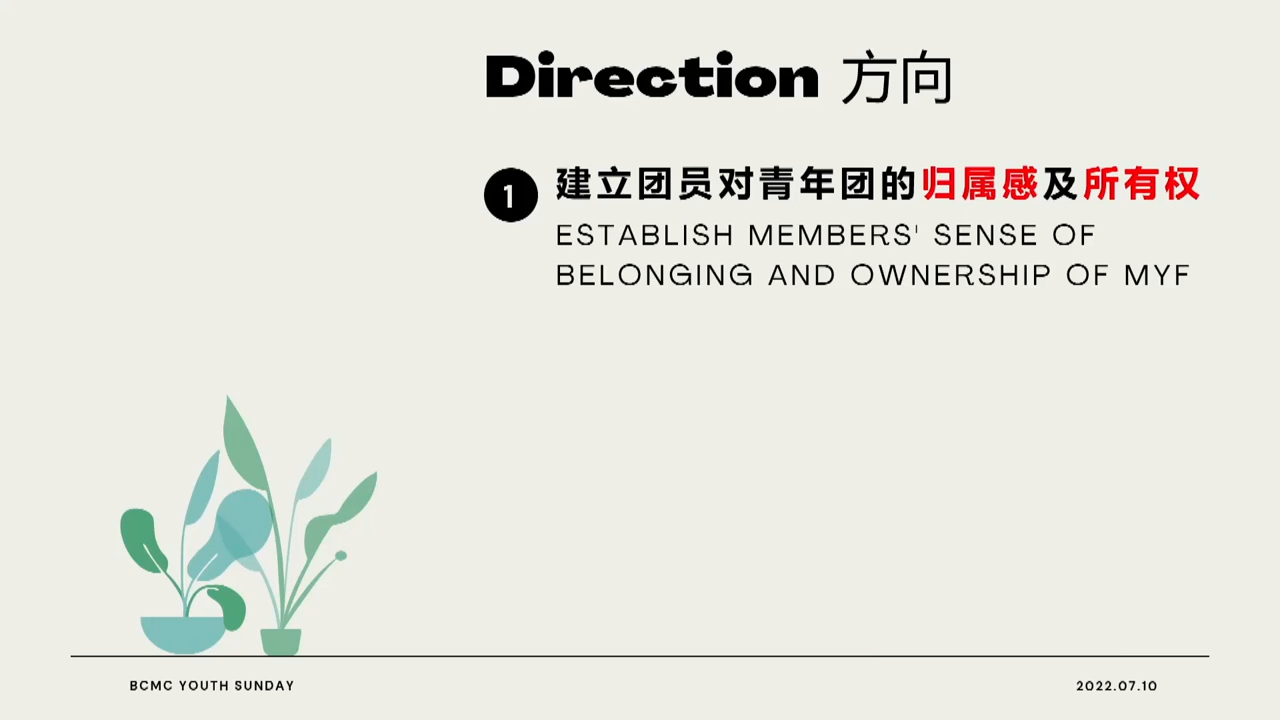 Direction 方向
1 建立团员对青年团的归属感及所有权
ESTABLISH MEMBERS' SENSE OF
BELONGING AND OWNERSHIP OF MYF
BCMC YOUTH SUNDAY
2022.07.10